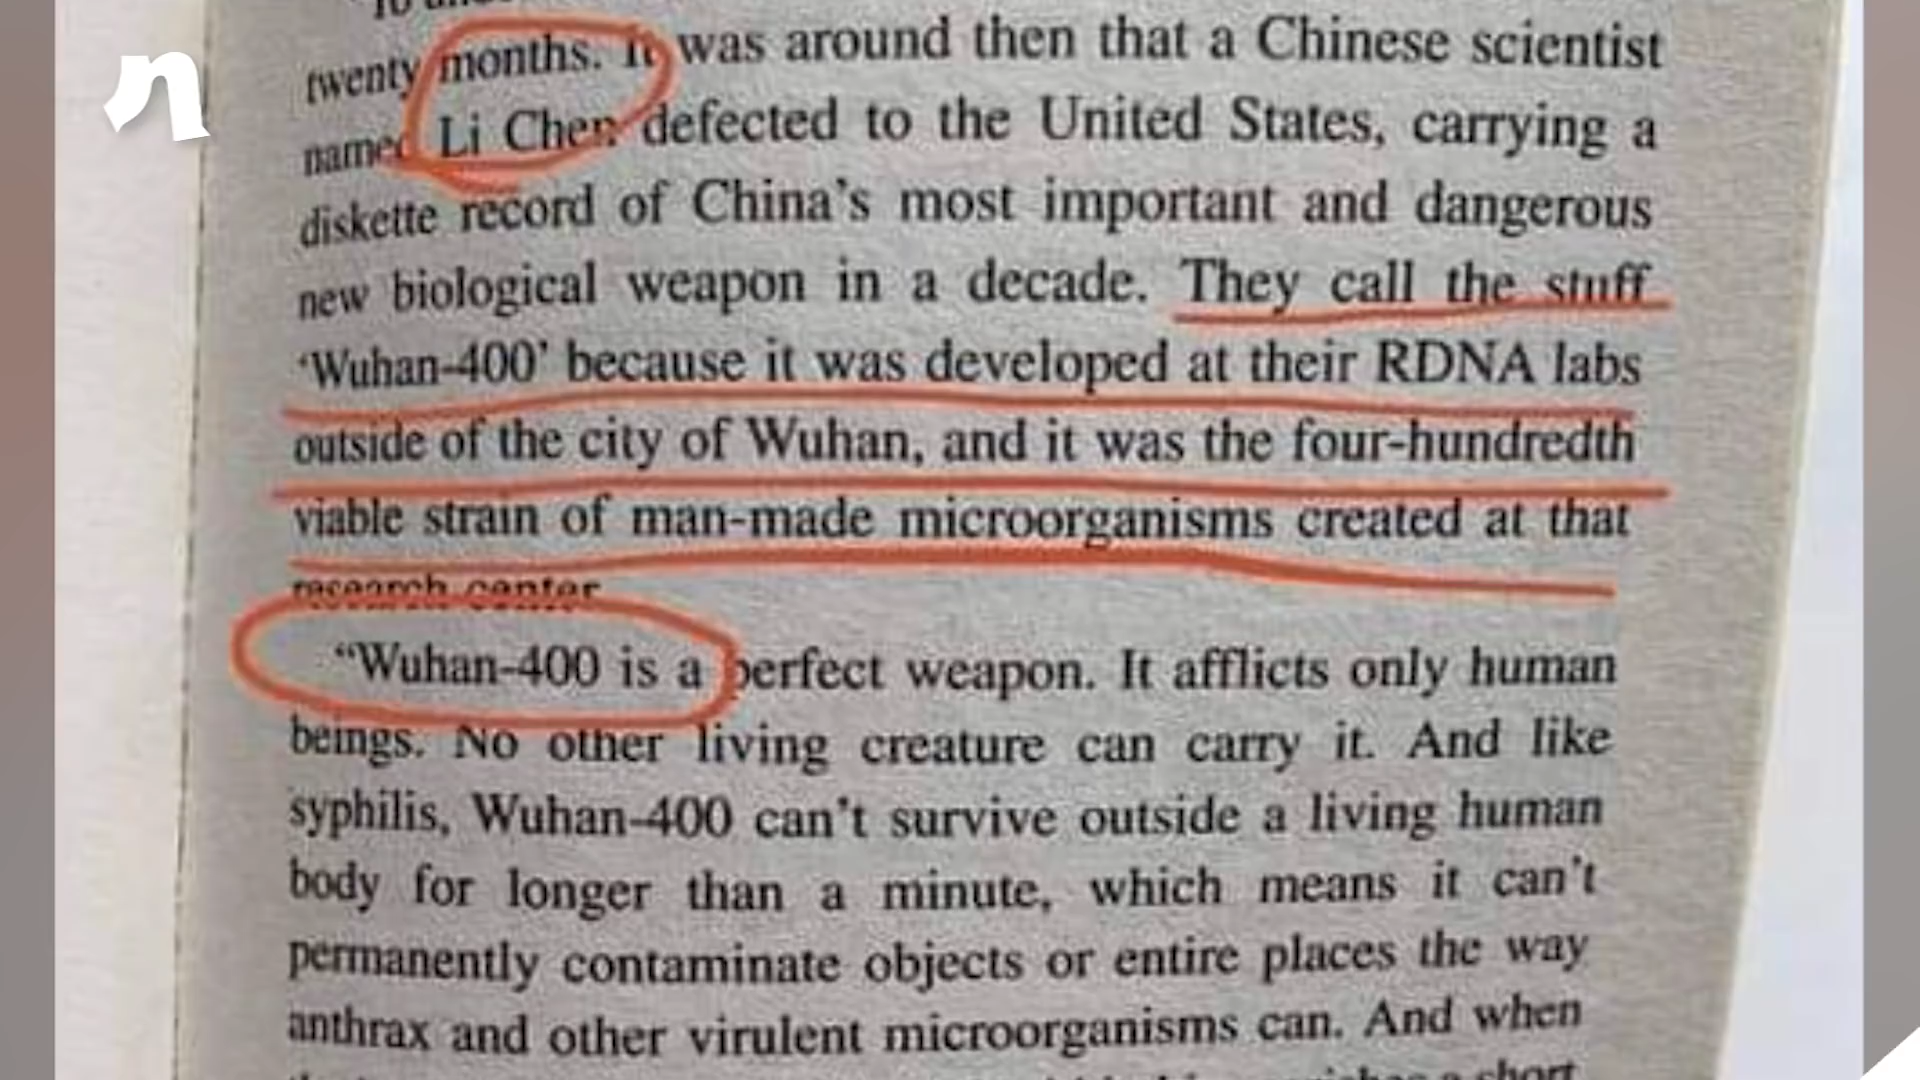 n
twenty months. It was around then that a Chinese scientist
named Li Chen defected to the United States, carrying a
diskette record of China's most important and dangerous
new biological weapon in a decade. They call the stuff
'Wuhan-400' because it was developed at their RDNA labs
outside of the city of Wuhan, and it was the four-hundredth
viable strain of man-made microorganisms created at that
research center.
"Wuhan-400 is a perfect weapon. It afflicts only human
beings. No other living creature can carry it. And like
syphilis, Wuhan-400 can't survive outside a living human
body for longer than a minute, which means it can't
permanently contaminate objects or entire places the way
anthrax and other virulent microorganisms can. And when
a short